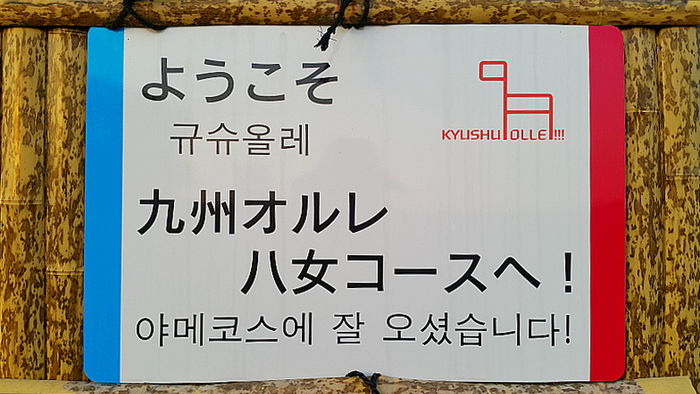 ようこそ
규슈올레
KYUSHU OLLE!!!
九州オルレ
八女コースへ！
야메코스에 잘 오셨습니다!